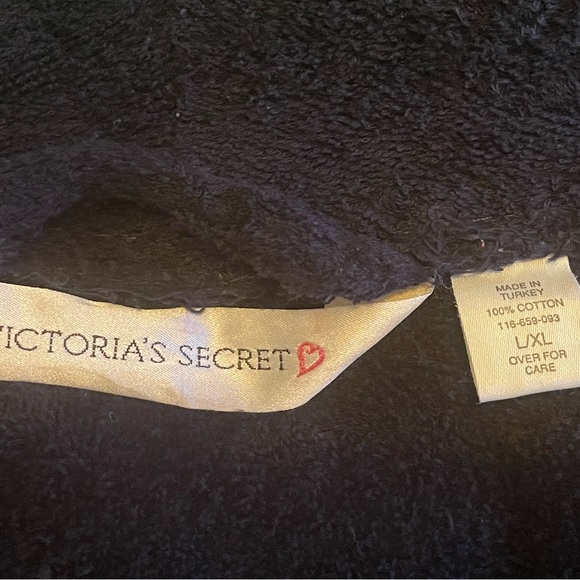 VICTORIA'S SECRET
MADE IN
TURKEY
100% COTTON
116-659-093
L/XL
OVER FOR
CARE